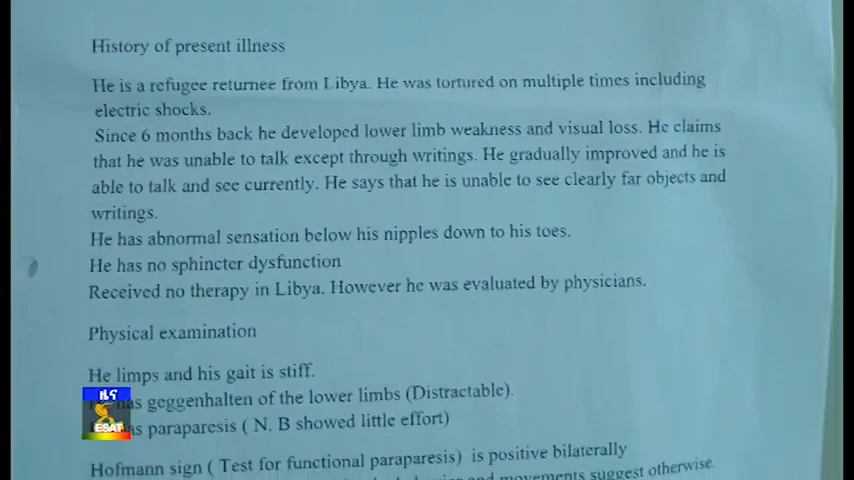 History of present illness
He is a refugee returnee from Libya. He was tortured on multiple times including
electric shocks.
Since 6 months back he developed lower limb weakness and visual loss. He claims
that he was unable to talk except through writings. He gradually improved and he is
able to talk and see currently. He says that he is unable to see clearly far objects and
writings.
He has abnormal sensation below his nipples down to his toes.
He has no sphincter dysfunction
Received no therapy in Libya. However he was evaluated by physicians.
Physical examination
He limps and his gait is stiff.
has geggenhalten of the lower limbs (Distractable).
as paraparesis ( N. B showed little effort)
Hofmann sign ( Test for functional paraparesis) is positive bilaterally
and movements suggest otherwise.
ዜና
ESAT